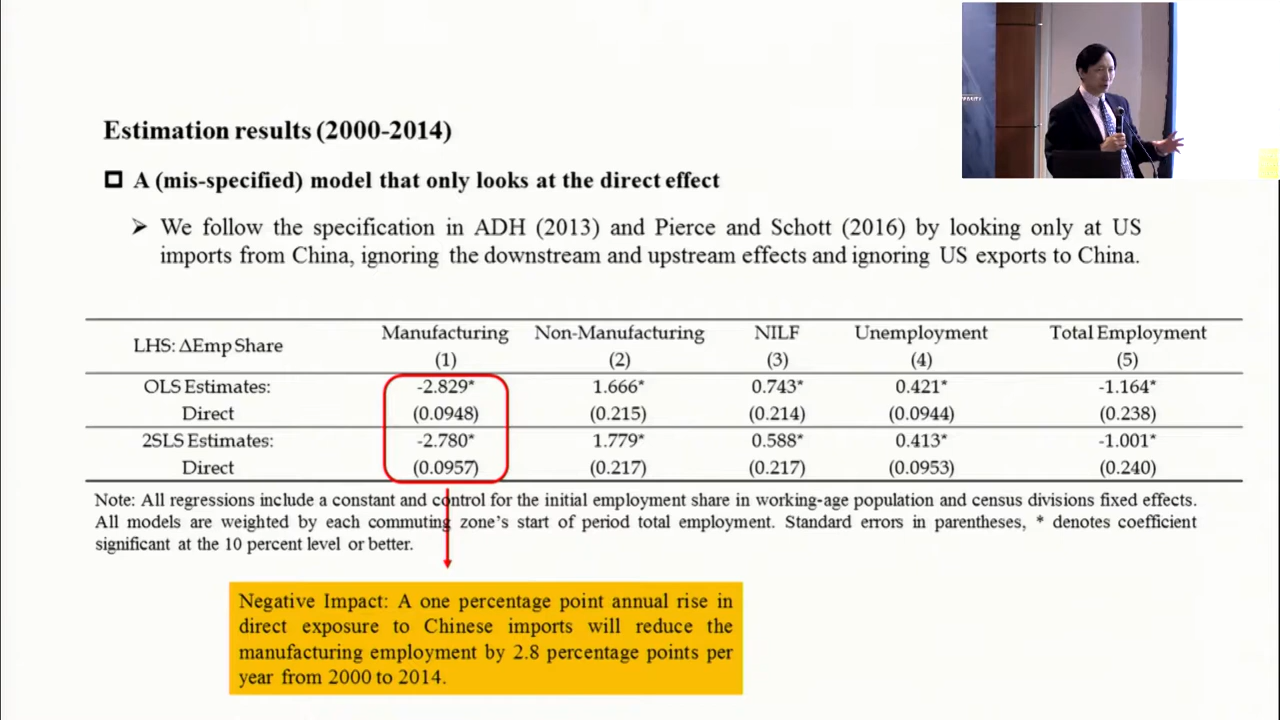 Estimation results (2000-2014)
A (mis-specified) model that only looks at the direct effect
We follow the specification in ADH (2013) and Pierce and Schott (2016) by looking only at US
imports from China, ignoring the downstream and upstream effects and ignoring US exports to China.
LHS: ΔEmp Share Manufacturing Non-Manufacturing NILF Unemployment Total Employment
(1) (2) (3) (4) (5)
OLS Estimates: -2.829* 1.666* 0.743* 0.421* -1.164*
Direct (0.0948) (0.215) (0.214) (0.0944) (0.238)
2SLS Estimates: -2.780* 1.779* 0.588* 0.413* -1.001*
Direct (0.0957) (0.217) (0.217) (0.0953) (0.240)
Note: All regressions include a constant and control for the initial employment share in working-age population and census divisions fixed effects.
All models are weighted by each commuting zone's start of period total employment. Standard errors in parentheses, * denotes coefficient
significant at the 10 percent level or better.
Negative Impact: A one percentage point annual rise in
direct exposure to Chinese imports will reduce the
manufacturing employment by 2.8 percentage points per
year from 2000 to 2014.